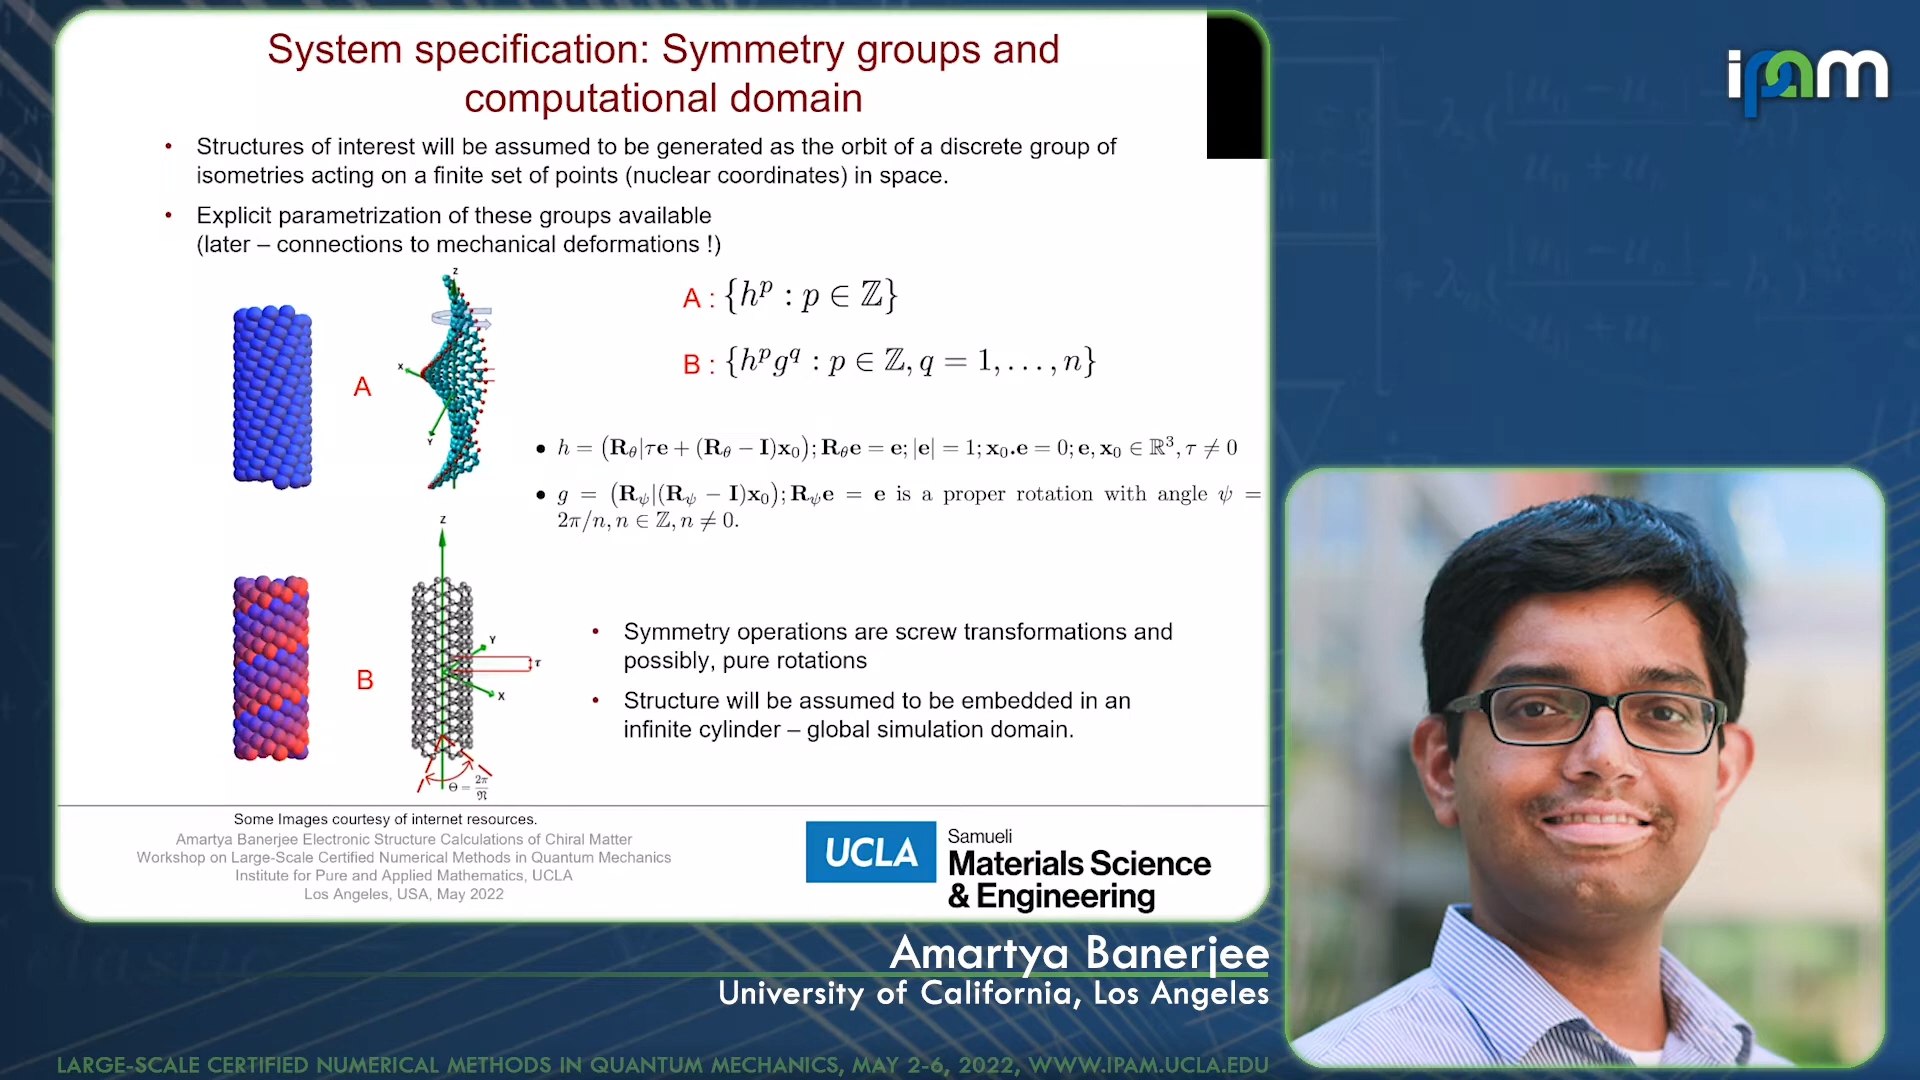 System specification: Symmetry groups and
computational domain
• Structures of interest will be assumed to be generated as the orbit of a discrete group of
isometries acting on a finite set of points (nuclear coordinates) in space.
• Explicit parametrization of these groups available
(later – connections to mechanical deformations !)
A
Z
X
Y
A : {h^p : p ∈ ℤ}
B : {h^p g^q : p ∈ ℤ, q = 1, . . . , n}
• h = (R_θ|τe + (R_θ − I)x_0); R_θe = e; |e| = 1; x_0.e = 0; e, x_0 ∈ ℝ^3, τ ≠ 0
• g = (R_ψ|(R_ψ − I)x_0); R_ψe = e is a proper rotation with angle ψ =
2π/n, n ∈ ℤ, n ≠ 0.
B
Z
Y
τ
X
Θ = 2π/𝔑
• Symmetry operations are screw transformations and
possibly, pure rotations
• Structure will be assumed to be embedded in an
infinite cylinder – global simulation domain.
Some Images courtesy of internet resources.
Amartya Banerjee Electronic Structure Calculations of Chiral Matter
Workshop on Large-Scale Certified Numerical Methods in Quantum Mechanics
Institute for Pure and Applied Mathematics, UCLA
Los Angeles, USA, May 2022
UCLA
Samueli
Materials Science
& Engineering
ipam
Amartya Banerjee
University of California, Los Angeles
LARGE-SCALE CERTIFIED NUMERICAL METHODS IN QUANTUM MECHANICS, MAY 2-6, 2022, WWW.IPAM.UCLA.EDU